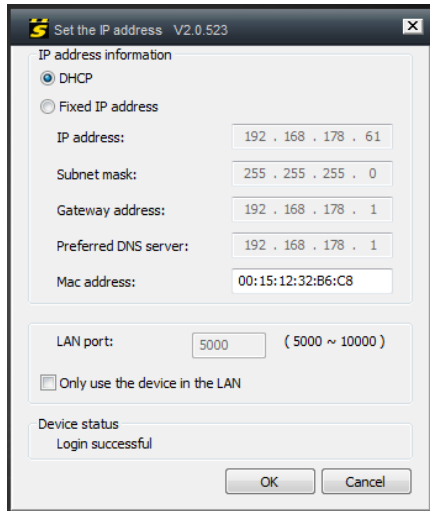 Set the IP address V2.0.523
IP address information
DHCP
Fixed IP address
IP address: 192 . 168 . 178 . 61
Subnet mask: 255 . 255 . 255 . 0
Gateway address: 192 . 168 . 178 . 1
Preferred DNS server: 192 . 168 . 178 . 1
Mac address: 00:15:12:32:B6:C8
LAN port: 5000 ( 5000 ~ 10000 )
Only use the device in the LAN
Device status
Login successful
OK Cancel